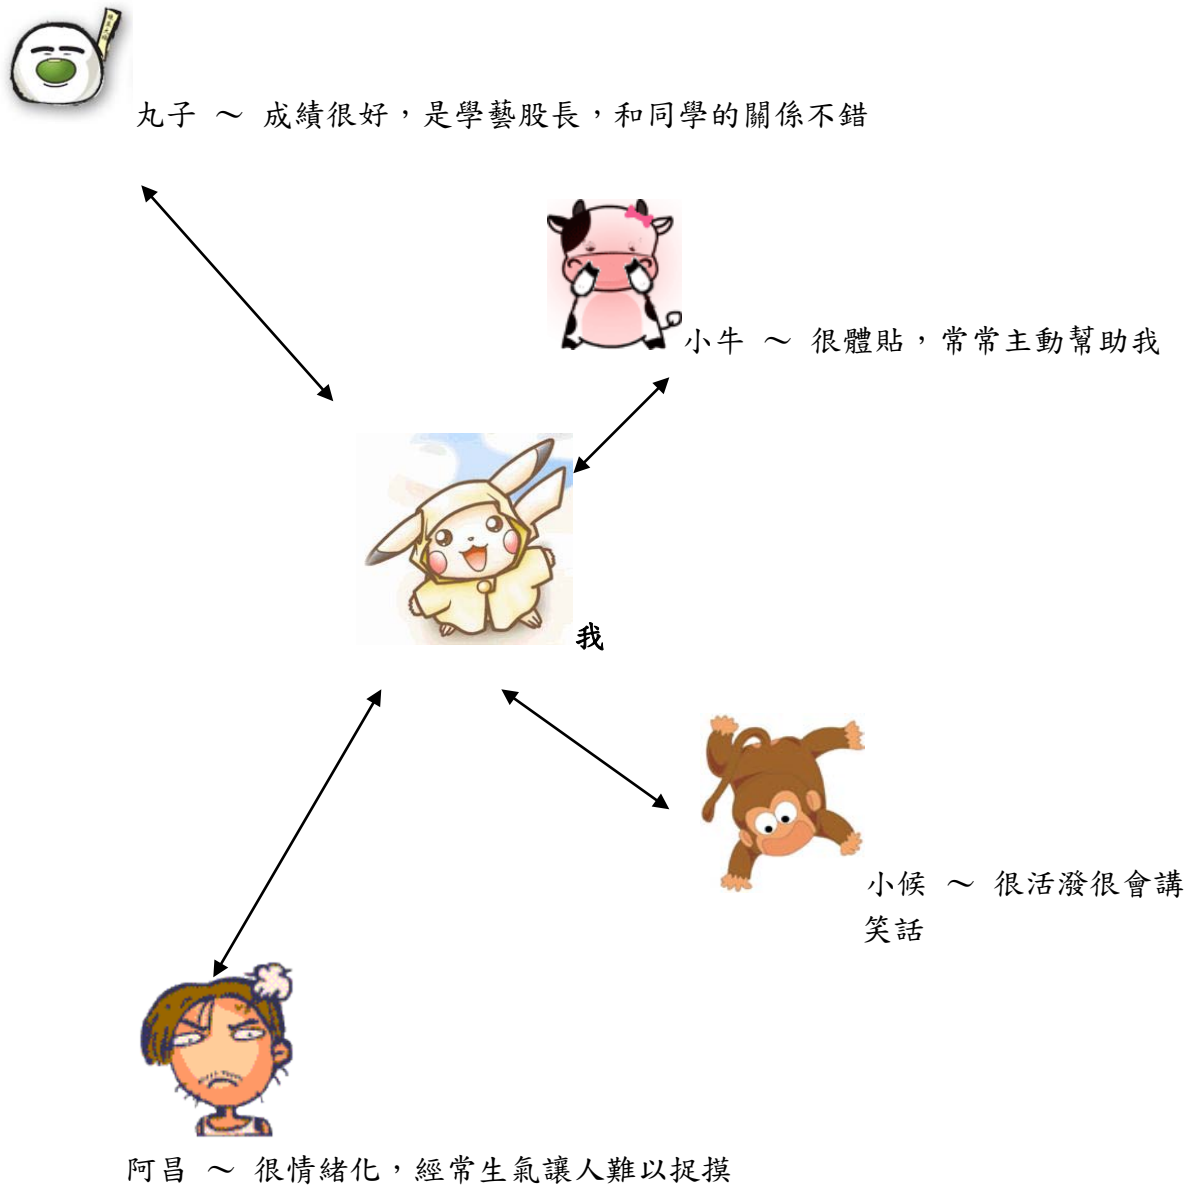 丸子 ～ 成績很好，是學藝股長，和同學的關係不錯
小牛 ～ 很體貼，常常主動幫助我
我
小候 ～ 很活潑很會講
笑話
阿昌 ～ 很情緒化，經常生氣讓人難以捉摸